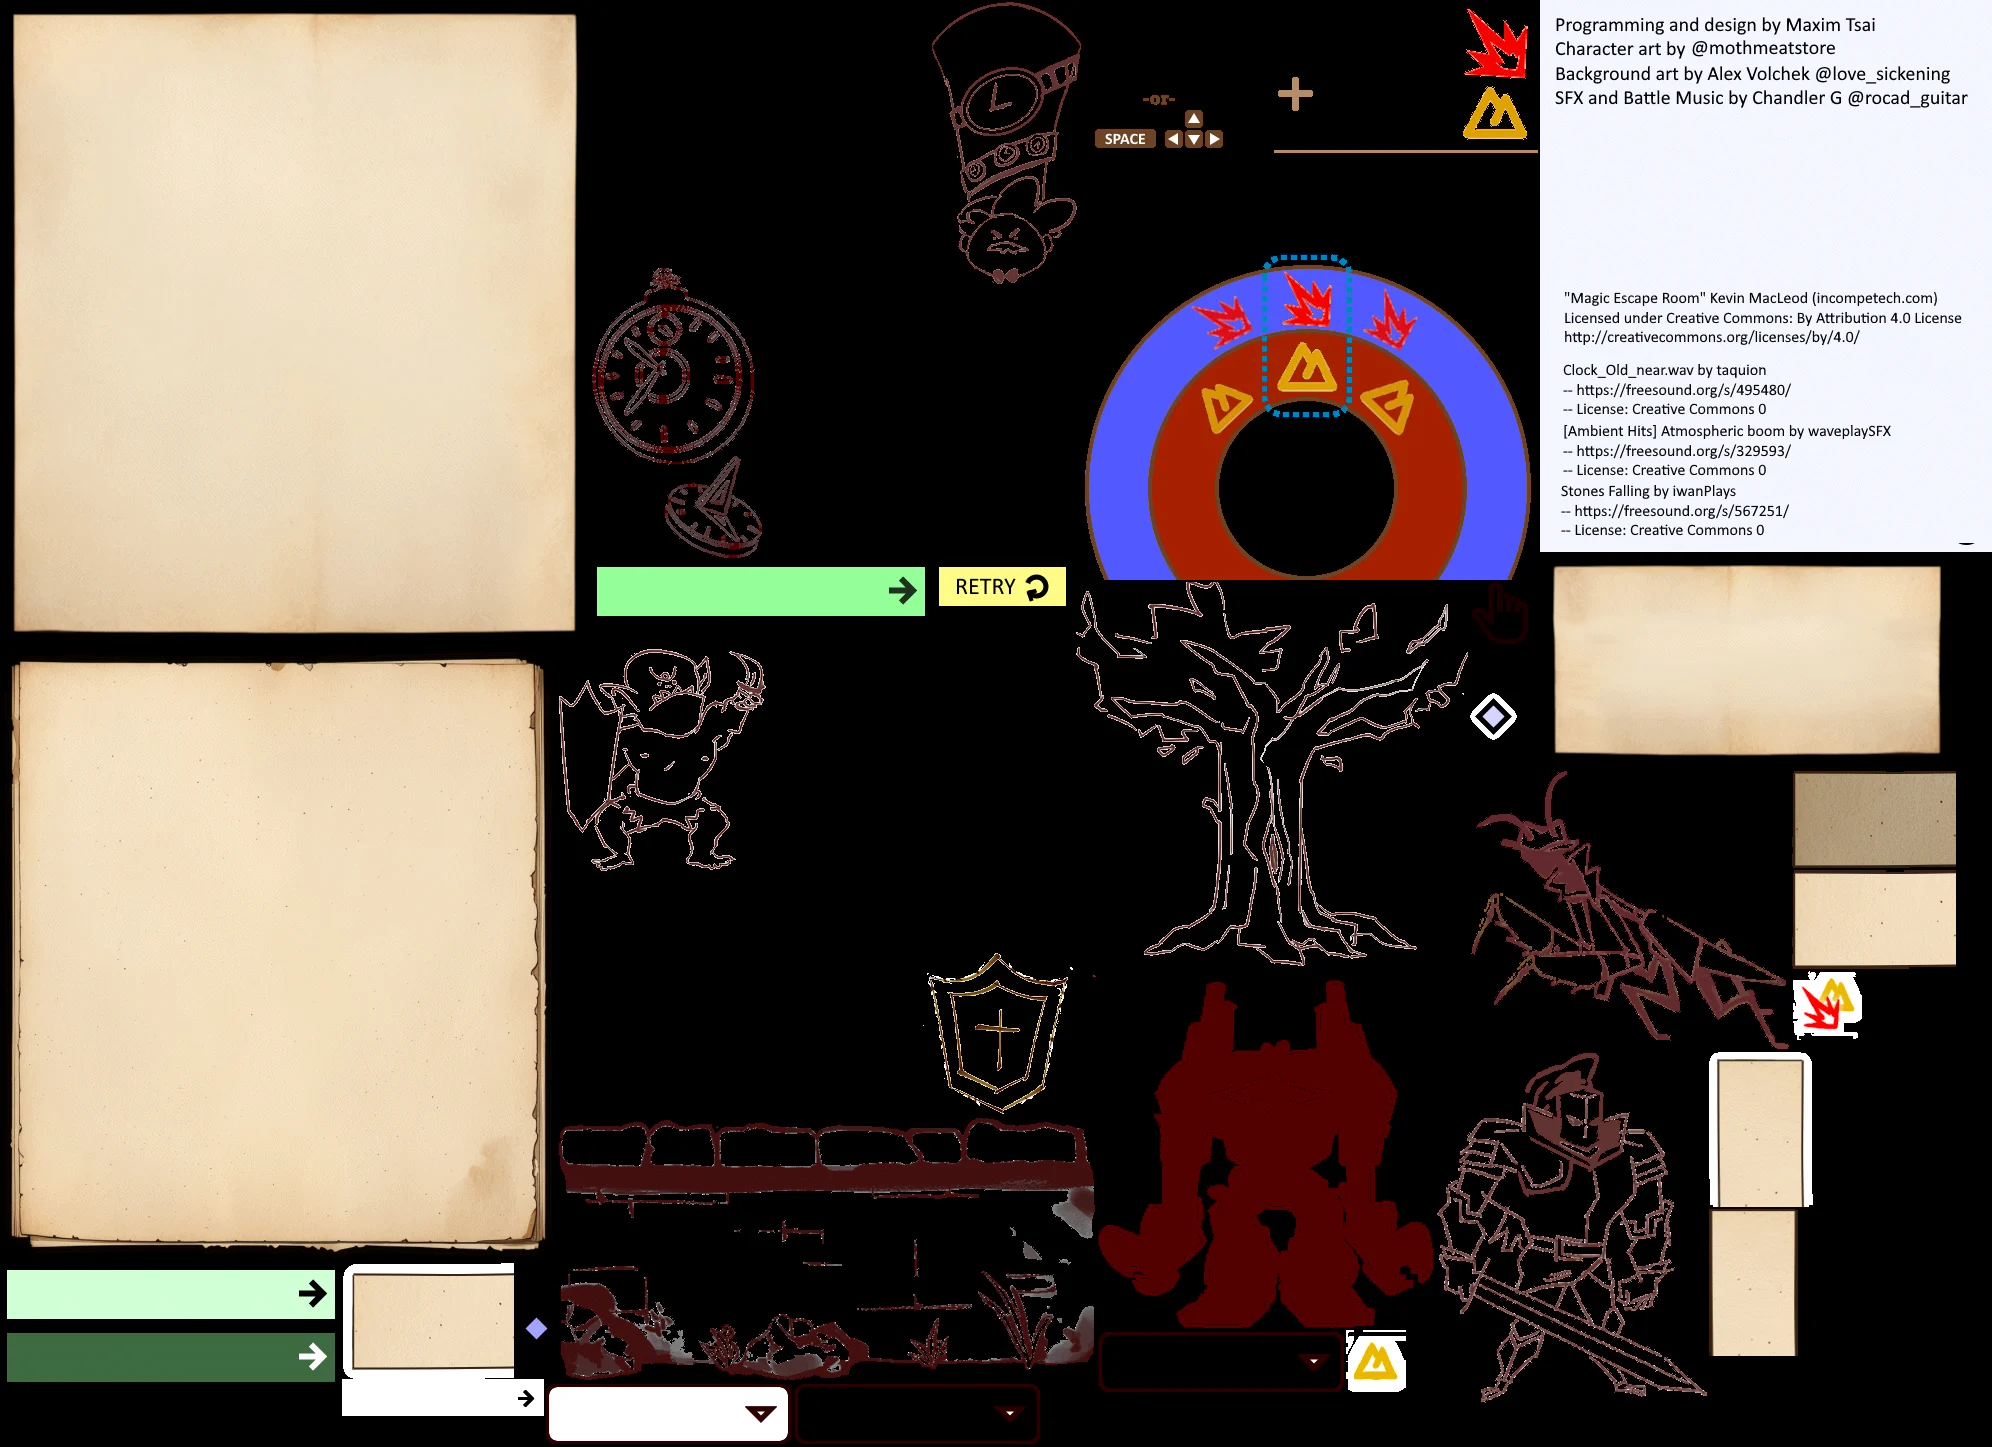 -or-
SPACE
RETRY
Programming and design by Maxim Tsai
Character art by @mothmeatstore
Background art by Alex Volchek @love_sickening
SFX and Battle Music by Chandler G @rocad_guitar
"Magic Escape Room" Kevin MacLeod (incompetech.com)
Licensed under Creative Commons: By Attribution 4.0 License
http://creativecommons.org/licenses/by/4.0/
Clock_Old_near.wav by taquion
-- https://freesound.org/s/495480/
-- License: Creative Commons 0
[Ambient Hits] Atmospheric boom by waveplaySFX
-- https://freesound.org/s/329593/
-- License: Creative Commons 0
Stones Falling by iwanPlays
-- https://freesound.org/s/567251/
-- License: Creative Commons 0